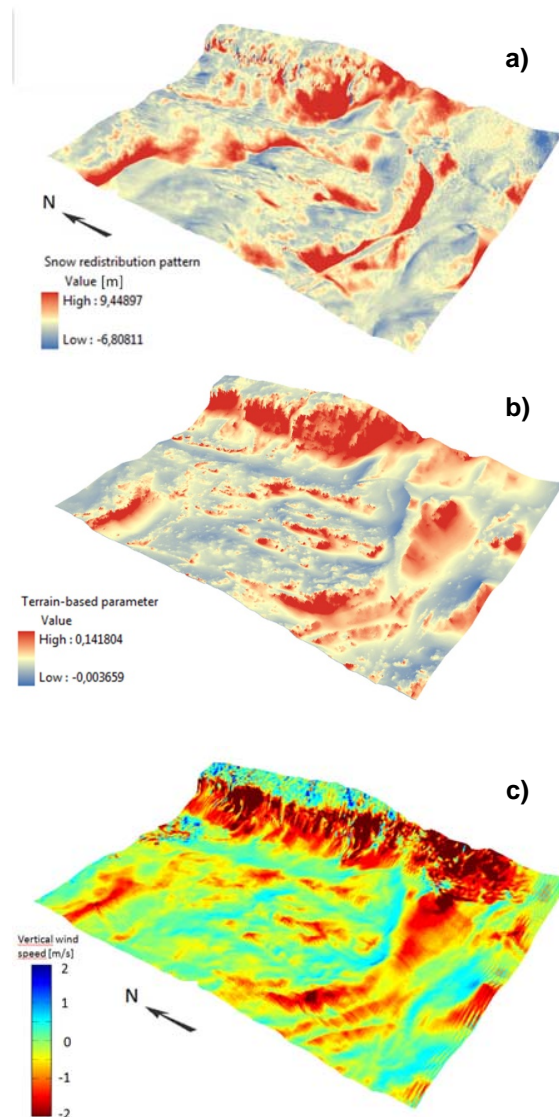 a)
N
Snow redistribution pattern
Value [m]
High : 9,44897
Low : -6,80811
b)
Terrain-based parameter
Value
High : 0,141804
Low : -0,003659
c)
Vertical wind
speed [m/s]
2
1
0
-1
-2
N